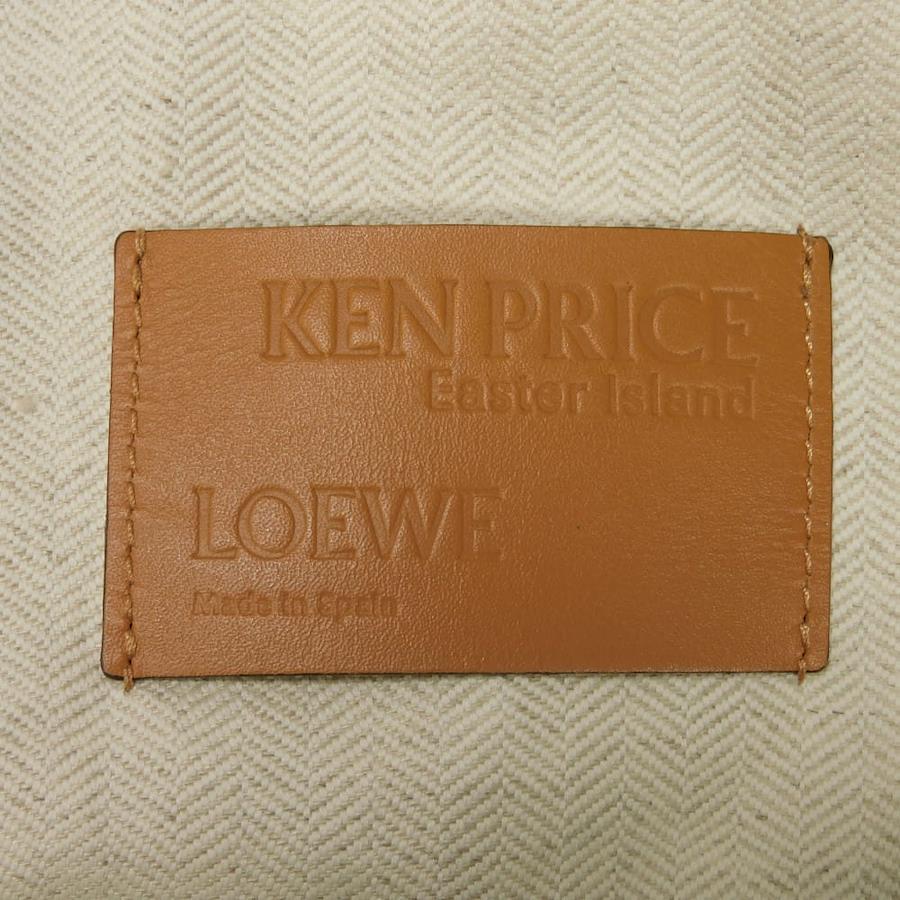 KEN PRICE
Easter Island
LOEWE
Made in Spain